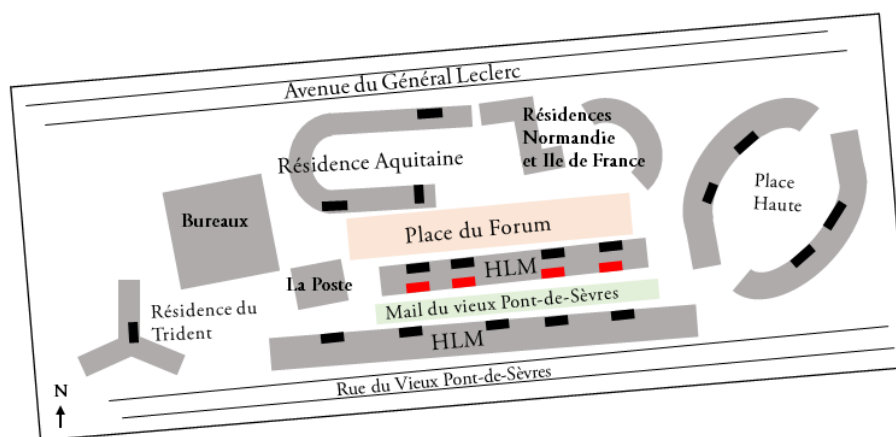 Avenue du Général Leclerc
Résidences
Normandie
et Ile de France
Résidence Aquitaine
Place
Haute
Bureaux
Place du Forum
HLM
La Poste
Mail du vieux Pont-de-Sèvres
Résidence du
Trident
HLM
Rue du Vieux Pont-de-Sèvres
N